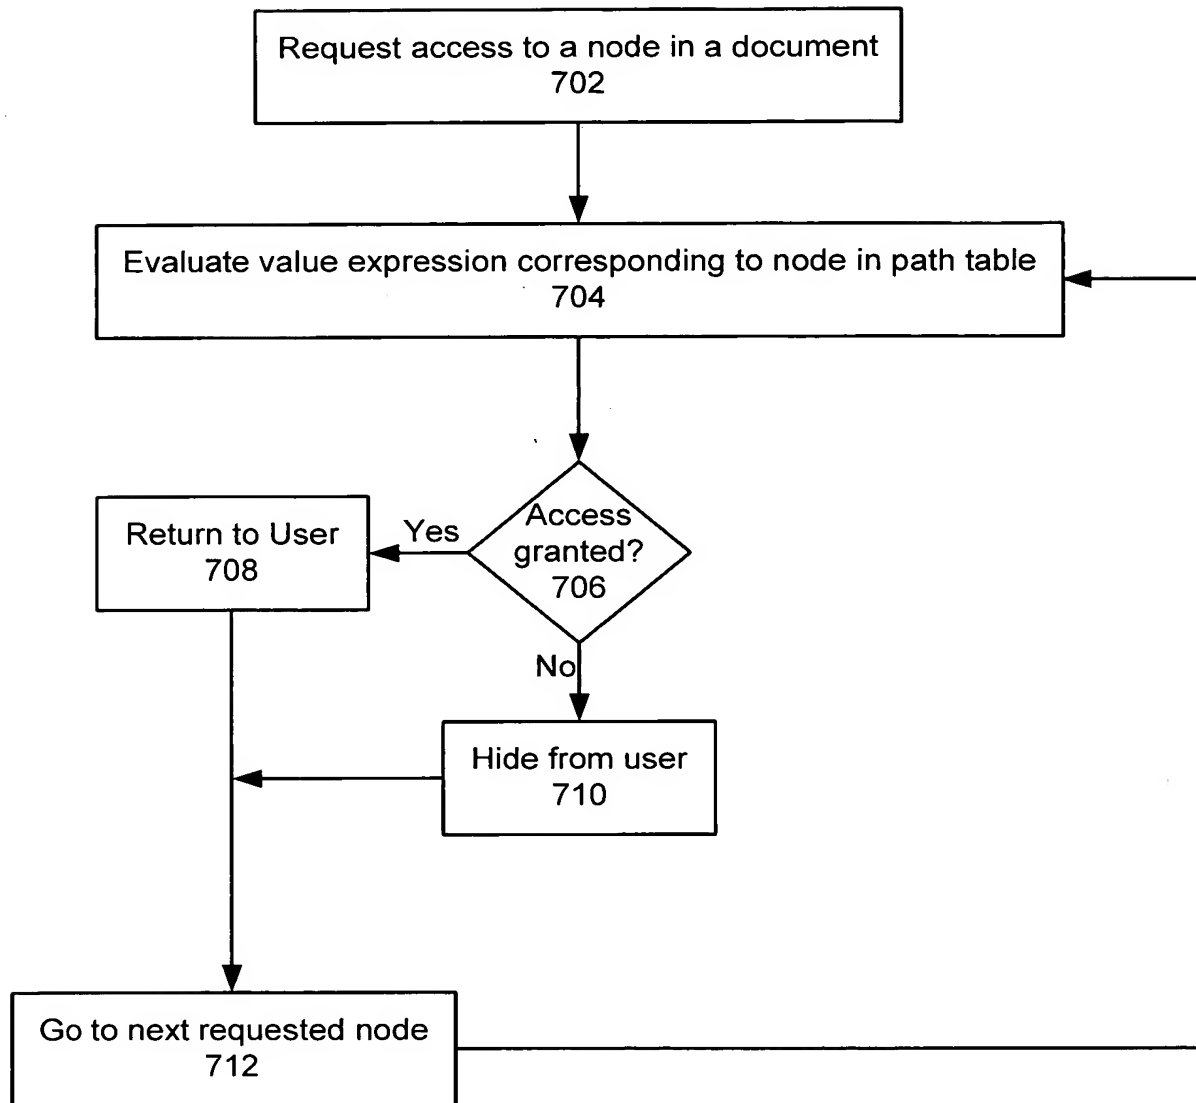 Request access to a node in a document
702
Evaluate value expression corresponding to node in path table
704
Access
granted?
706
Yes
Return to User
708
No
Hide from user
710
Go to next requested node
712